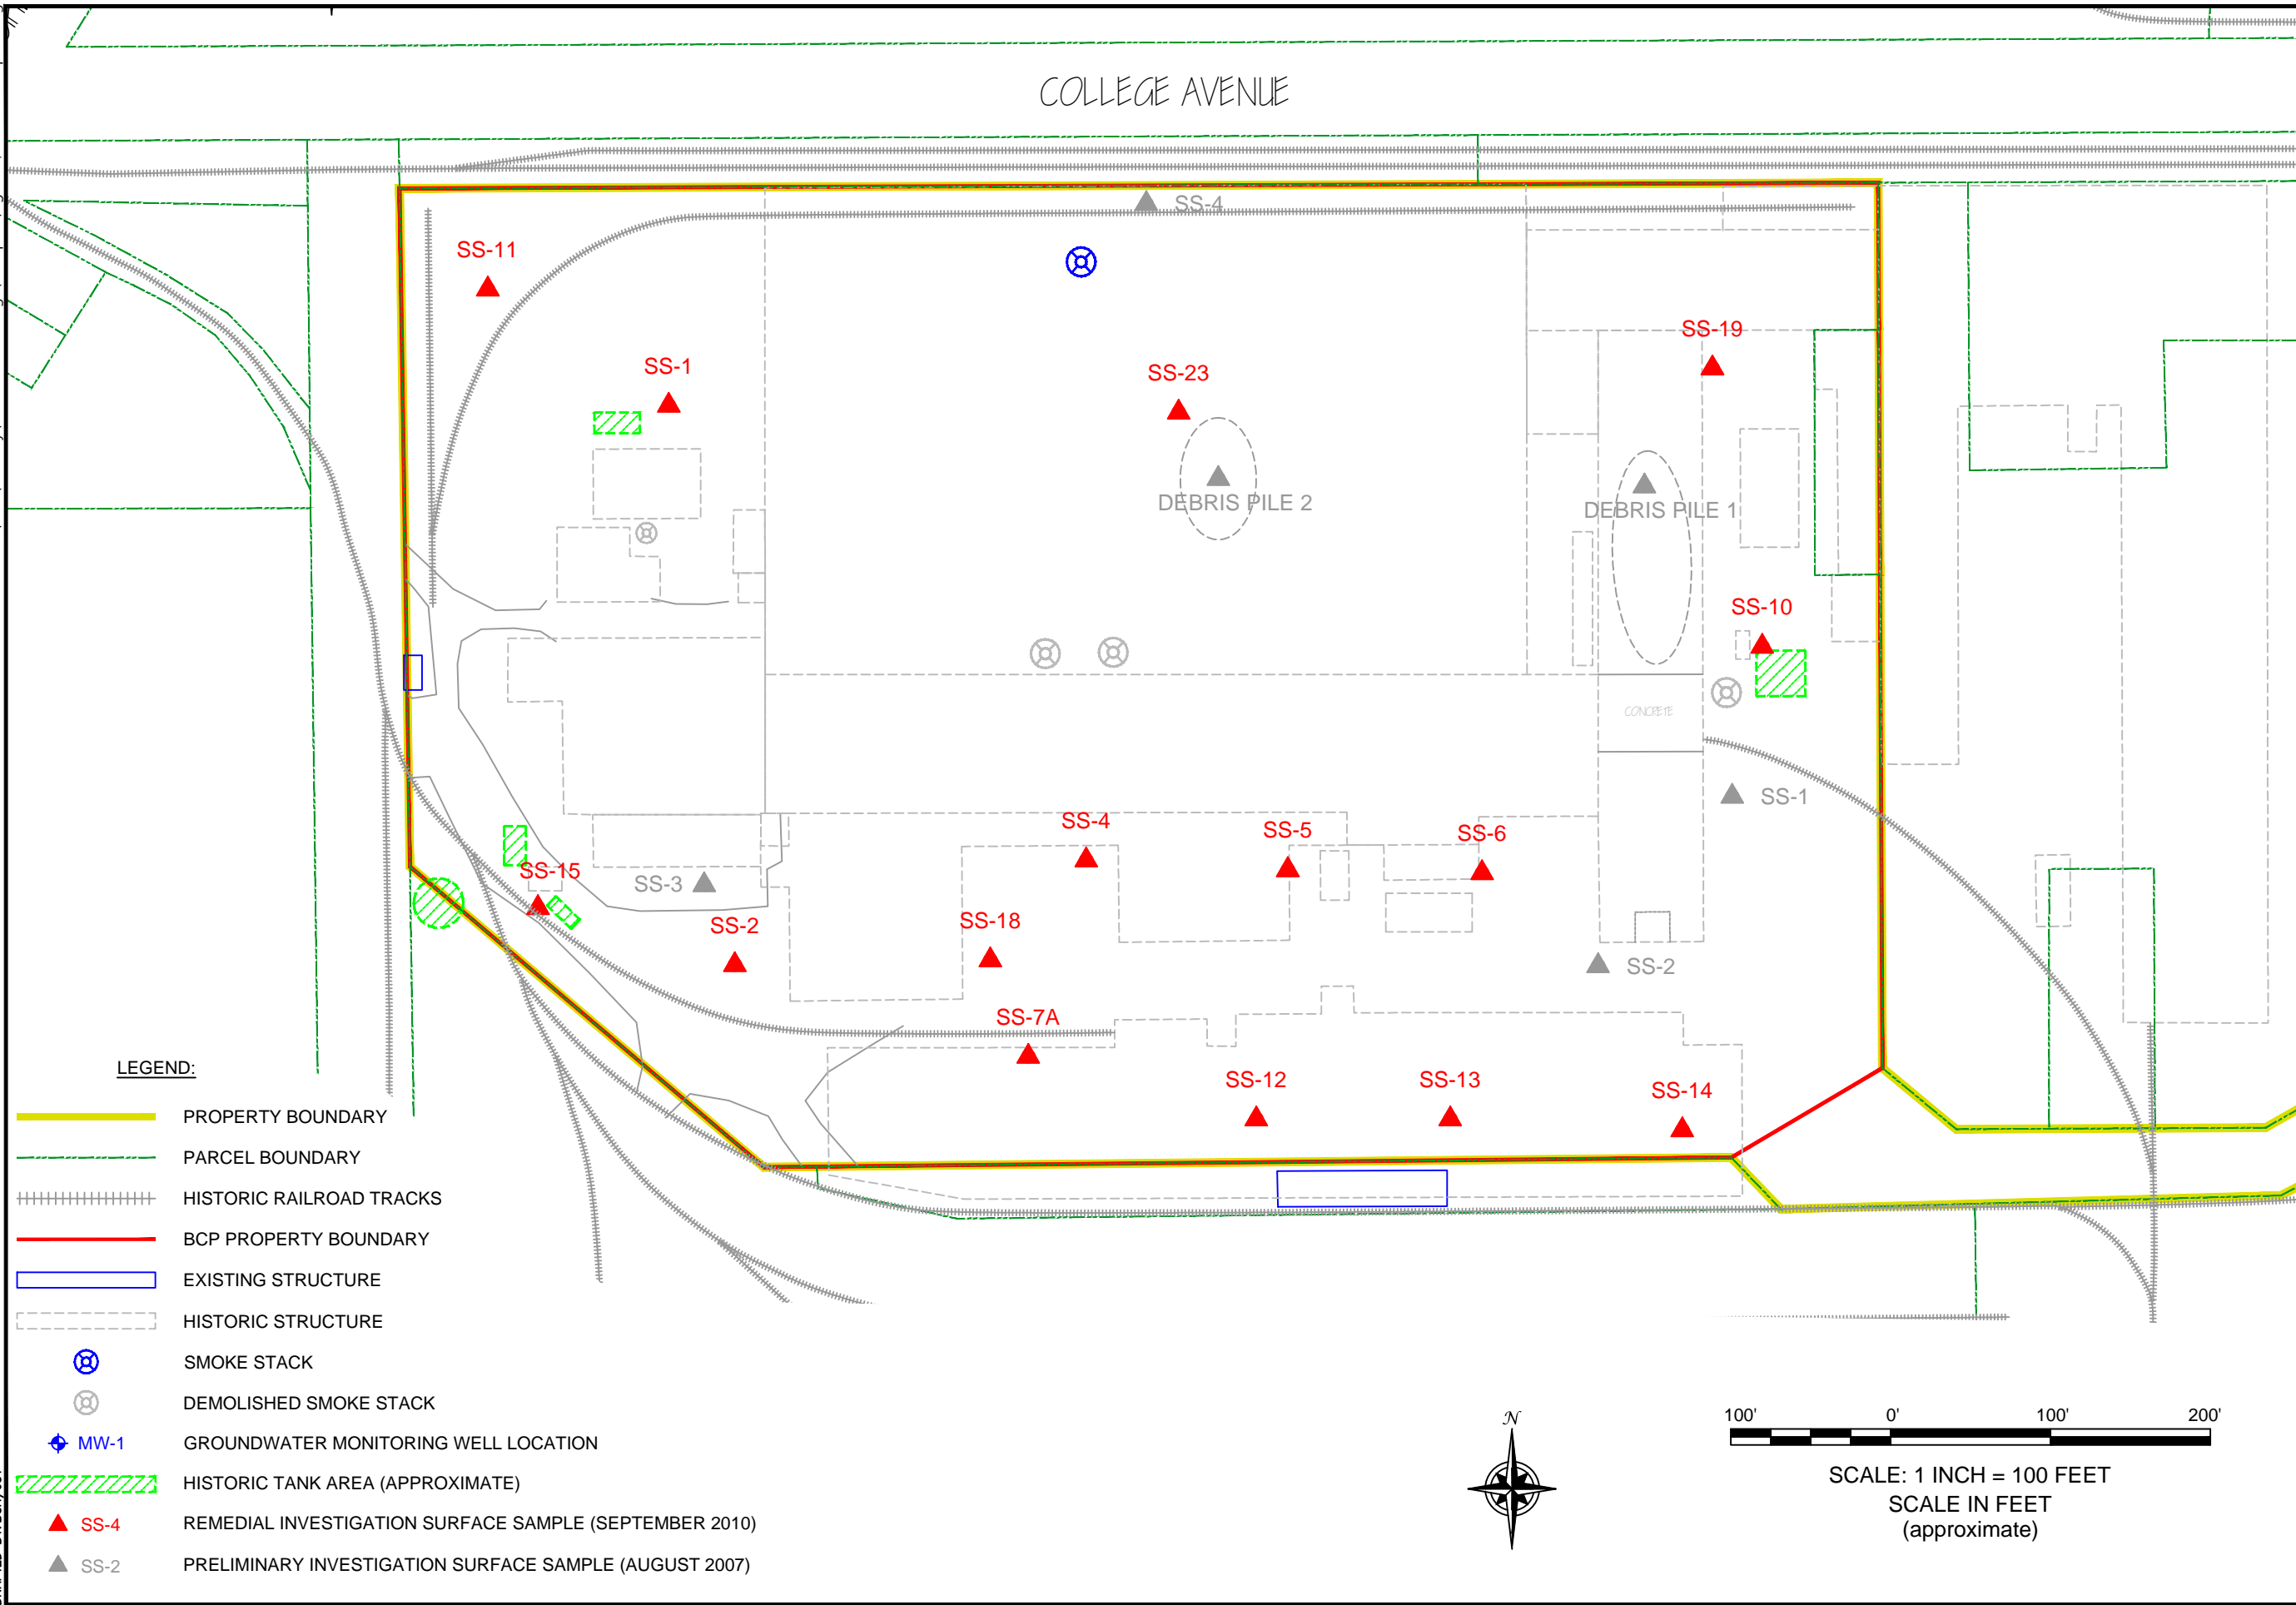 COLLEGE AVENUE
SS-4
SS-11
SS-19
SS-1
SS-23
DEBRIS PILE 2
DEBRIS PILE 1
SS-10
CONCRETE
SS-1
SS-4
SS-5
SS-6
SS-15
SS-3
SS-2
SS-18
SS-2
SS-7A
SS-12
SS-13
SS-14
LEGEND:
PROPERTY BOUNDARY
PARCEL BOUNDARY
HISTORIC RAILROAD TRACKS
BCP PROPERTY BOUNDARY
EXISTING STRUCTURE
HISTORIC STRUCTURE
SMOKE STACK
DEMOLISHED SMOKE STACK
MW-1 GROUNDWATER MONITORING WELL LOCATION
HISTORIC TANK AREA (APPROXIMATE)
SS-4 REMEDIAL INVESTIGATION SURFACE SAMPLE (SEPTEMBER 2010)
SS-2 PRELIMINARY INVESTIGATION SURFACE SAMPLE (AUGUST 2007)
N
100' 0' 100' 200'
SCALE: 1 INCH = 100 FEET
SCALE IN FEET
(approximate)